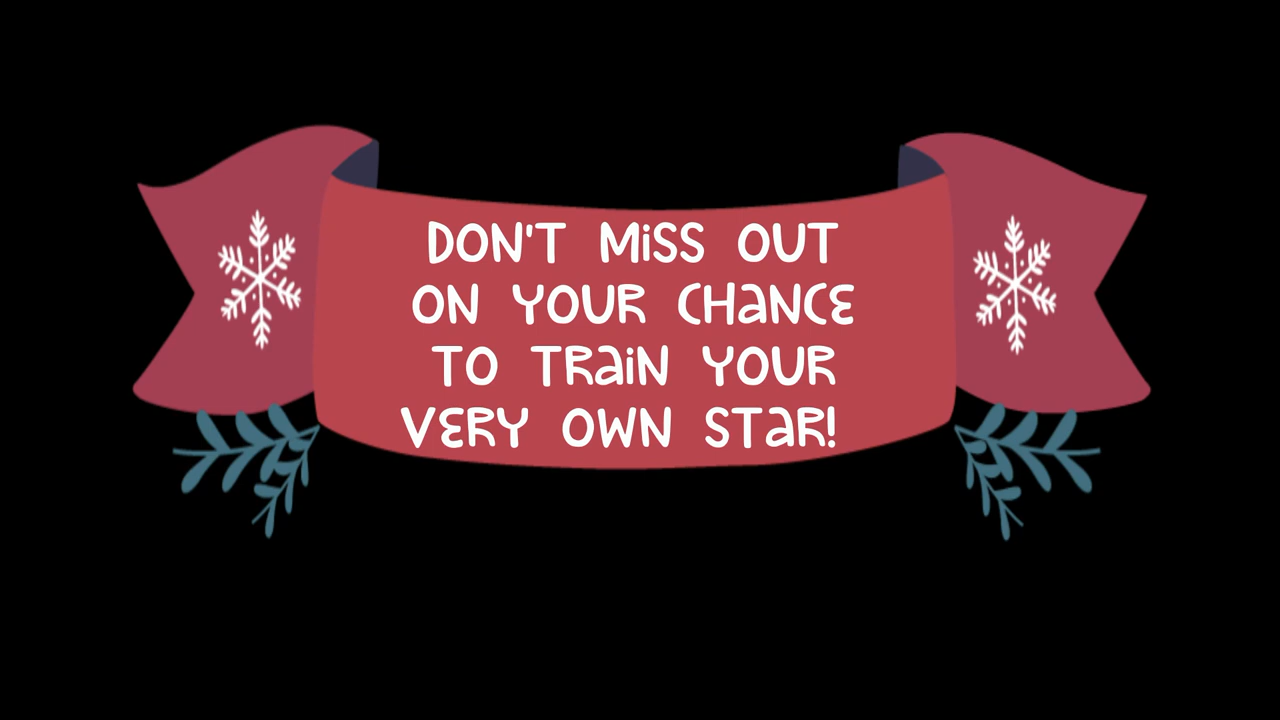 DON'T MiSS OUT
ON YOUR CHaNCE
TO TRaiN YOUR
VERY OWN STaR!